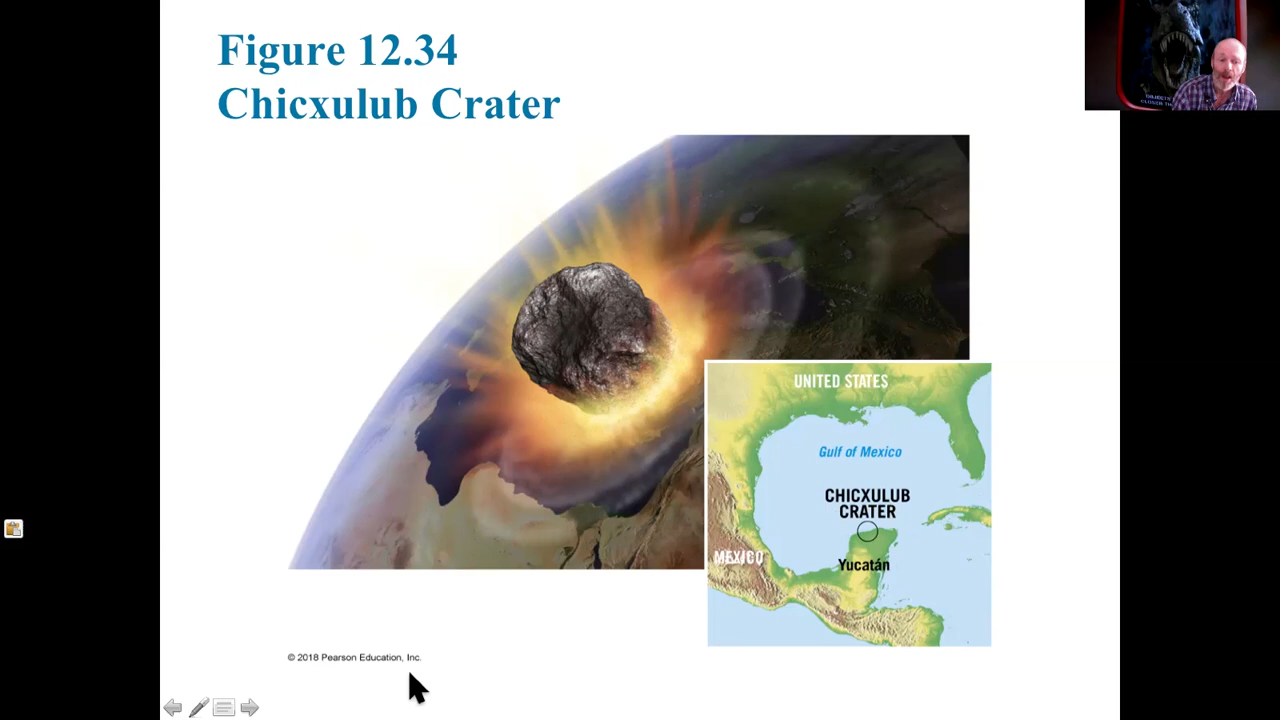 Figure 12.34
Chicxulub Crater
UNITED STATES
Gulf of Mexico
CHICXULUB
CRATER
MEXICO
Yucatán
© 2018 Pearson Education, Inc.